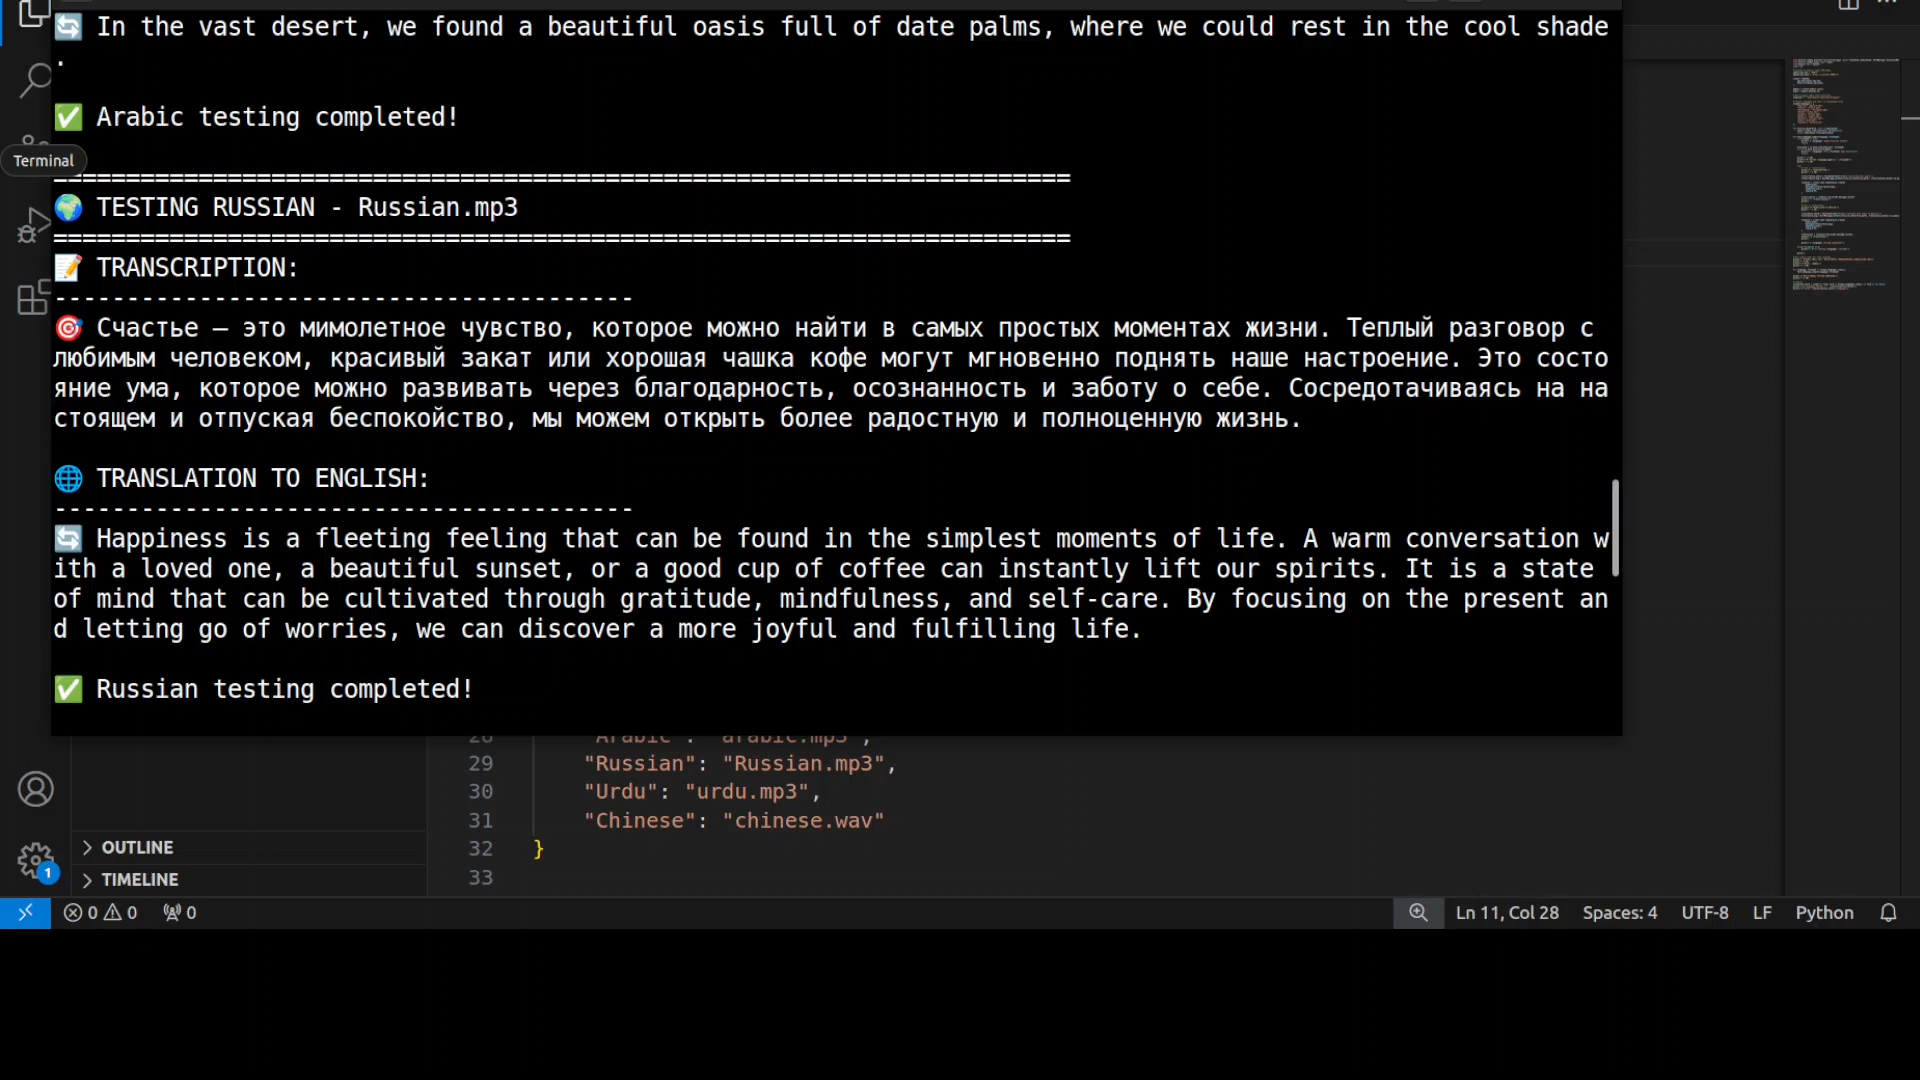 In the vast desert, we found a beautiful oasis full of date palms, where we could rest in the cool shade
.
✅ Arabic testing completed!
Terminal
======================================================================
🌍 TESTING RUSSIAN - Russian.mp3
======================================================================
📝 TRANSCRIPTION:
----------------------------------------
🎯 Счастье — это мимолетное чувство, которое можно найти в самых простых моментах жизни. Теплый разговор с
любимым человеком, красивый закат или хорошая чашка кофе могут мгновенно поднять наше настроение. Это состо
яние ума, которое можно развивать через благодарность, осознанность и заботу о себе. Сосредотачиваясь на на
стоящем и отпуская беспокойство, мы можем открыть более радостную и полноценную жизнь.
🌐 TRANSLATION TO ENGLISH:
----------------------------------------
🔄 Happiness is a fleeting feeling that can be found in the simplest moments of life. A warm conversation w
ith a loved one, a beautiful sunset, or a good cup of coffee can instantly lift our spirits. It is a state
of mind that can be cultivated through gratitude, mindfulness, and self-care. By focusing on the present an
d letting go of worries, we can discover a more joyful and fulfilling life.
✅ Russian testing completed!
28 "Arabic": "arabic.mp3",
29 "Russian": "Russian.mp3",
30 "Urdu": "urdu.mp3",
31 "Chinese": "chinese.wav"
32 }
33
OUTLINE
TIMELINE
1
0 0 0 Ln 11, Col 28 Spaces: 4 UTF-8 LF Python